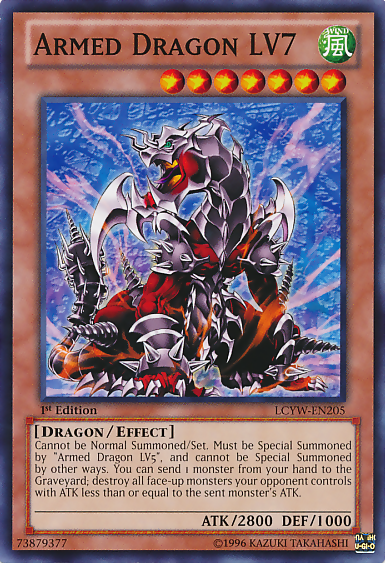 ARMED DRAGON LV7
WIND
風
1st Edition
LCYW-EN205
[DRAGON / EFFECT]
Cannot be Normal Summoned/Set. Must be Special Summoned
by "Armed Dragon LV5", and cannot be Special Summoned
by other ways. You can send 1 monster from your hand to the
Graveyard; destroy all face-up monsters your opponent controls
with ATK less than or equal to the sent monster's ATK.
ATK/2800 DEF/1000
73879377
©1996 KAZUKI TAKAHASHI